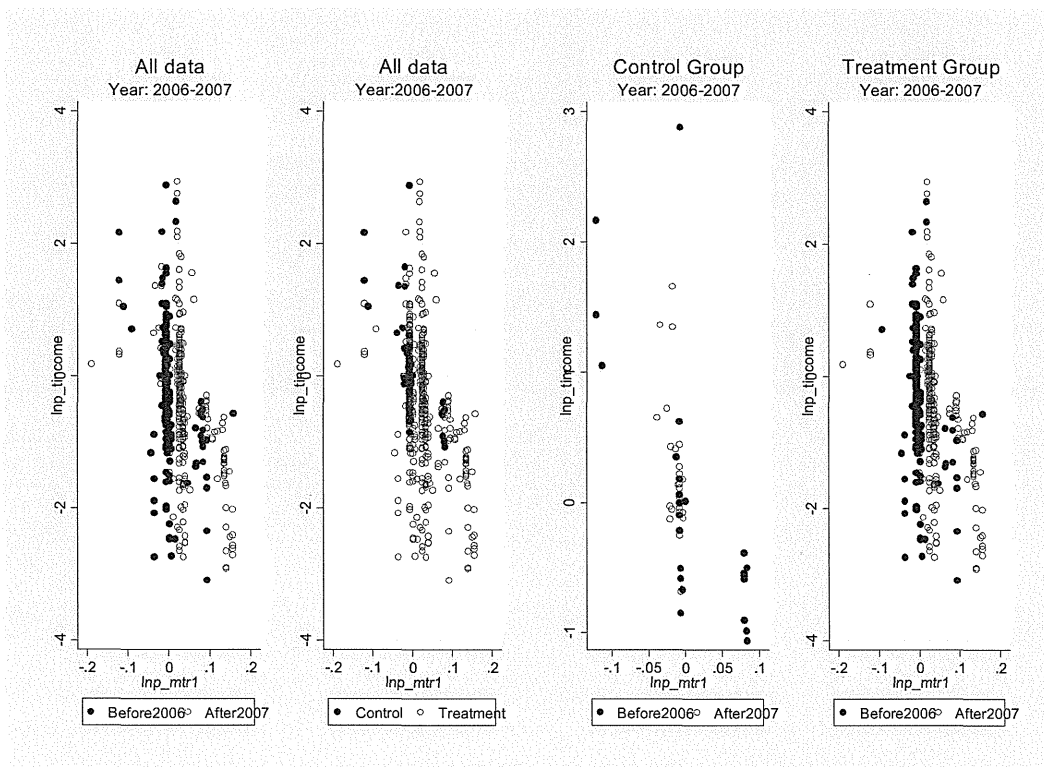 All data
Year: 2006-2007
lnp_tincome
4
2
0
-2
-4
-.2 -.1 0 .1 .2
lnp_mtr1
Before2006 After2007
All data
Year:2006-2007
lnp_tincome
4
2
0
-2
-4
-.2 -.1 0 .1 .2
lnp_mtr1
Control Treatment
Control Group
Year: 2006-2007
lnp_tincome
3
2
1
0
-1
-.1 -.05 0 .05 .1
lnp_mtr1
Before2006 After2007
Treatment Group
Year: 2006-2007
lnp_tincome
4
2
0
-2
-4
-.2 -.1 0 .1 .2
lnp_mtr1
Before2006 After2007